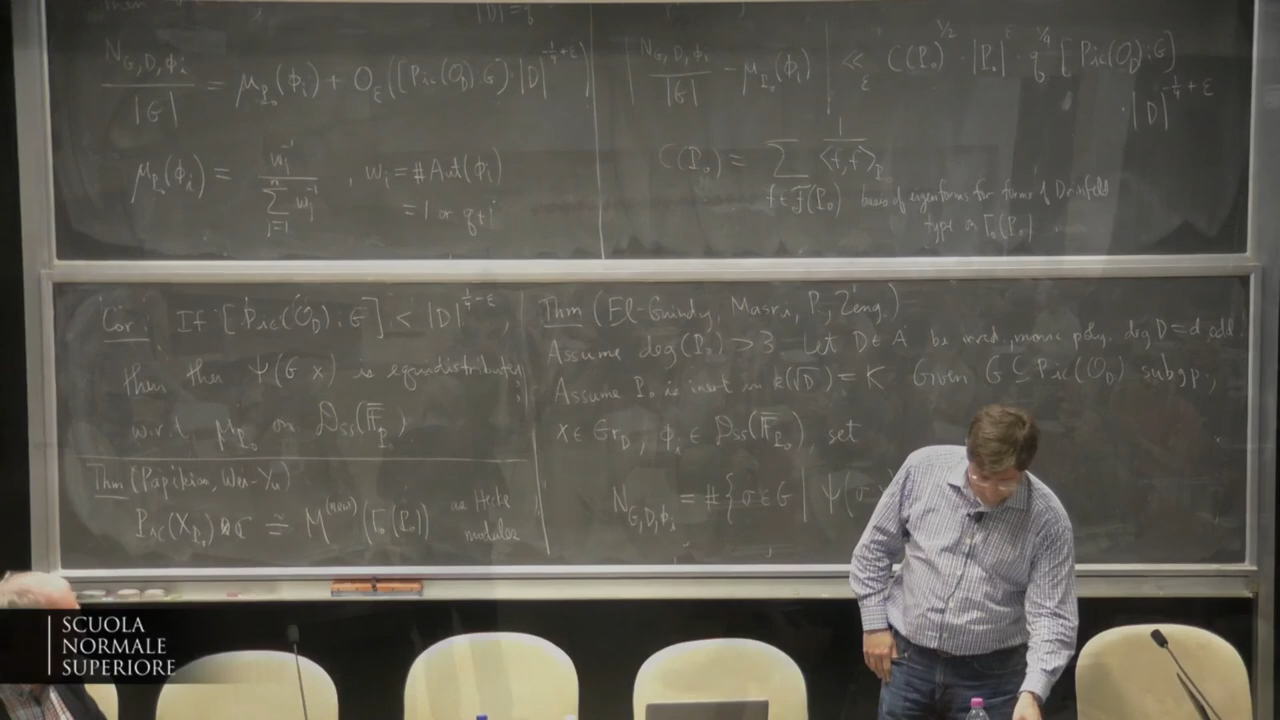 |D|=q
N_{G,D,ϕ_i} / |G| = μ_{P_0}(ϕ_i) + O_ε([Pic(O_D):G]·|D|^{-1/4+ε})
μ_{P_0}(ϕ_i) = w_i^{-1} / Σ_{j=1}^{n} w_j^{-1} , w_i = #Aut(ϕ_i)
= 1 or q+1
| N_{G,D,ϕ_i} / |G| − μ_{P_0}(ϕ_i) | ≪_ε C(P_0)^{1/2} · |P_0|^ε · q^{1/4} [Pic(O_D):G]
· |D|^{-1/4+ε}
C(P_0) = Σ_{f∈F(P_0)} 1/⟨f,f⟩_P
basis of eigenforms for forms of Drinfeld
type on Γ_0(P_0)
Cor: If [Pic(O_D):G] < |D|^{1/4-ε},
then then Ψ(G x) is equidistributed
w.r.t. μ_{P_0} on D_{ss}(F̄_{P_0}).
Thm (Papikian, Wei-Yu)
Pic(X_{P_0}) ⊗ C ≅ M^{(new)}(Γ_0(P_0)) as Hecke
modules
Thm (El-Guindy, Masri, P., Zeng)
Assume deg(P_0) > 3 Let D∈A be irred. monic poly, deg D = d odd.
Assume P_0 is inert in k(√D) = K. Given G ⊆ Pic(O_D) subgp.,
x ∈ Gr_D, ϕ_i ∈ D_{ss}(F̄_{P_0}) set
N_{G,D,ϕ_i} = #{σ∈G | Ψ(σ
SCUOLA
NORMALE
SUPERIORE